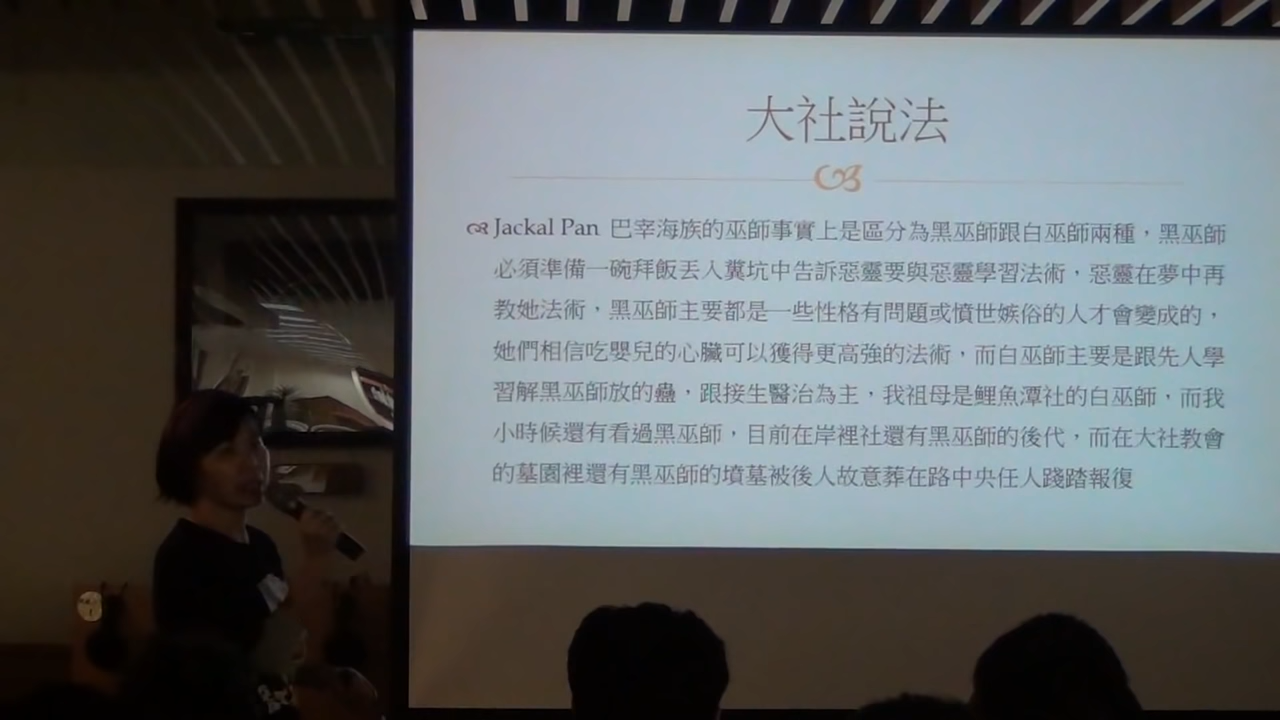 大社說法
Jackal Pan 巴宰海族的巫師事實上是區分為黑巫師跟白巫師兩種，黑巫師
必須準備一碗拜飯丟入糞坑中告訴惡靈要與惡靈學習法術，惡靈在夢中再
教她法術，黑巫師主要都是一些性格有問題或憤世嫉俗的人才會變成的，
她們相信吃嬰兒的心臟可以獲得更高強的法術，而白巫師主要是跟先人學
習解黑巫師放的蠱，跟接生醫治為主，我祖母是鯉魚潭社的白巫師，而我
小時候還有看過黑巫師，目前在岸裡社還有黑巫師的後代，而在大社教會
的墓園裡還有黑巫師的墳墓被後人故意葬在路中央任人踐踏報復